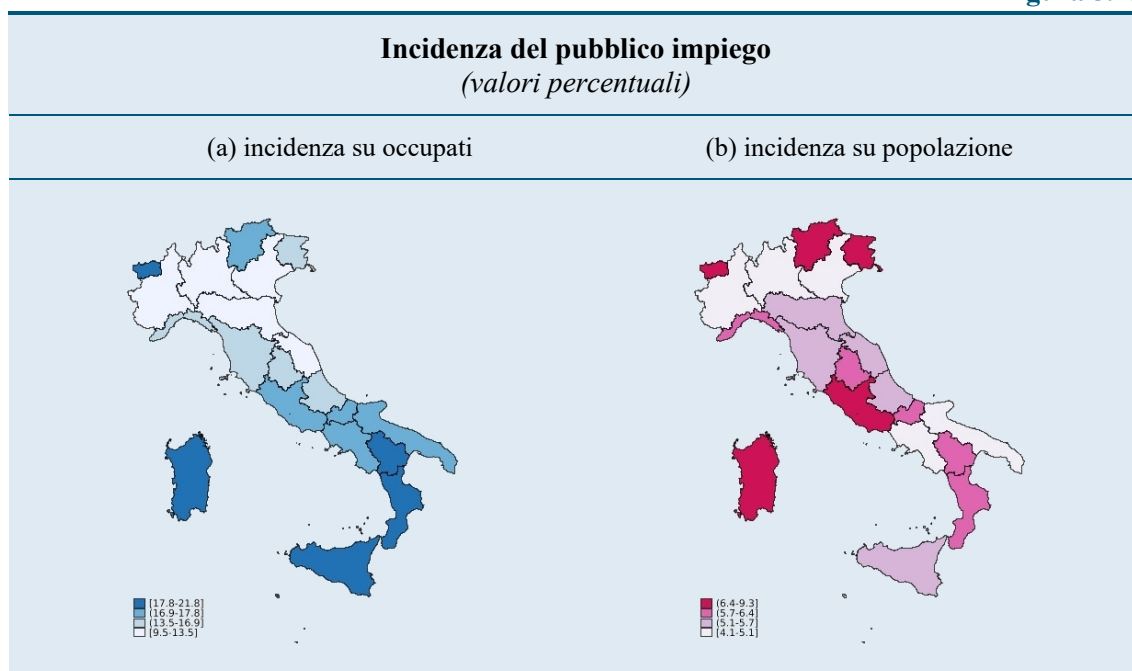 Incidenza del pubblico impiego
(valori percentuali)
(a) incidenza su occupati
(b) incidenza su popolazione
[17.8-21.8]
(16.9-17.8]
(13.5-16.9]
[9.5-13.5]
(6.4-9.3]
(5.7-6.4]
(5.1-5.7]
[4.1-5.1]